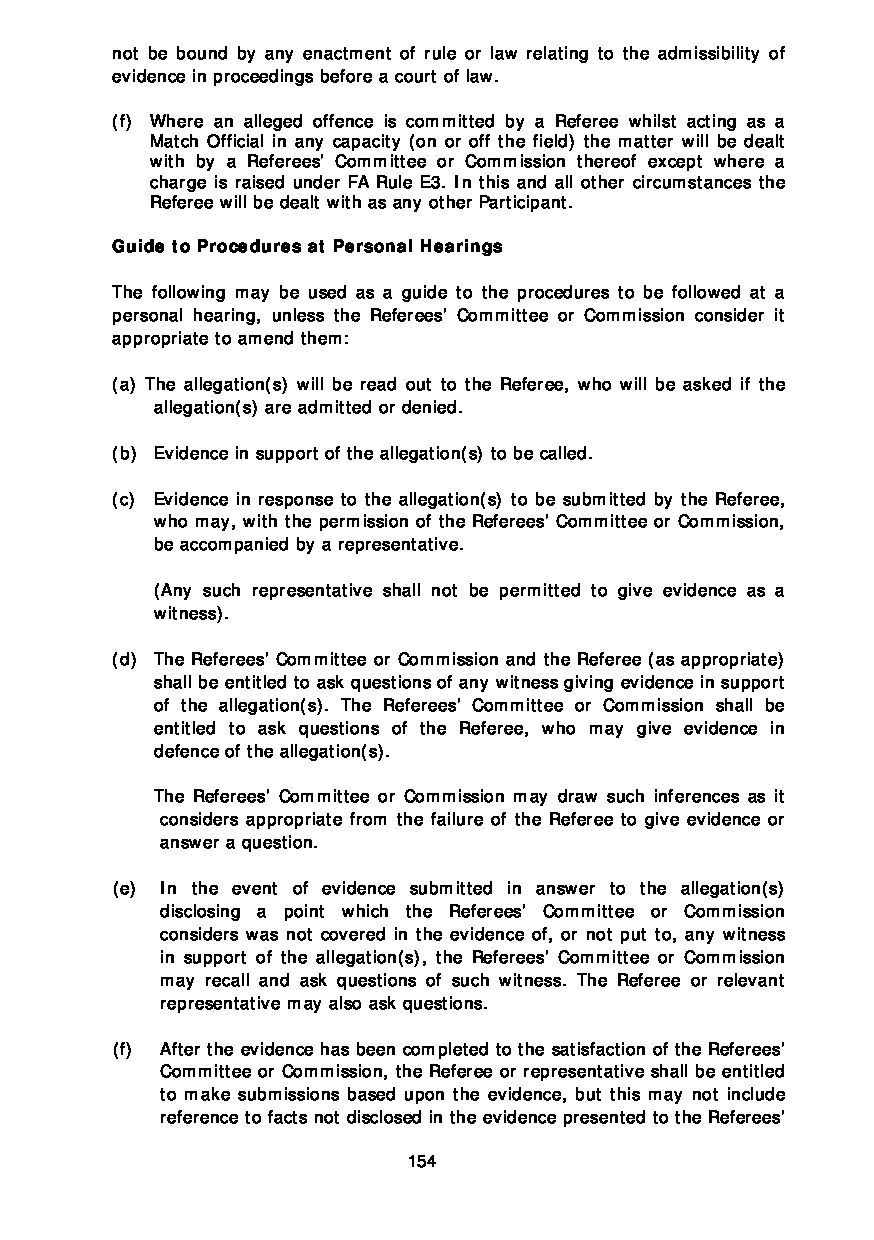 not be bound by any enactment of rule or law relating to the admissibility of
evidence in proceedings before a court of law.
(f) Where an alleged offence is committed by a Referee whilst acting as a
Match Official in any capacity (on or off the field) the matter will be dealt
with by a Referees' Committee or Commission thereof except where a
charge is raised under FA Rule E3. In this and all other circumstances the
Referee will be dealt with as any other Participant.
Guide to Procedures at Personal Hearings
The following may be used as a guide to the procedures to be followed at a
personal hearing, unless the Referees' Committee or Commission consider it
appropriate to amend them:
(a) The allegation(s) will be read out to the Referee, who will be asked if the
allegation(s) are admitted or denied.
(b) Evidence in support of the allegation(s) to be called.
(c) Evidence in response to the allegation(s) to be submitted by the Referee,
who may, with the permission of the Referees' Committee or Commission,
be accompanied by a representative.
(Any such representative shall not be permitted to give evidence as a
witness).
(d) The Referees' Committee or Commission and the Referee (as appropriate)
shall be entitled to ask questions of any witness giving evidence in support
of the allegation(s). The Referees' Committee or Commission shall be
entitled to ask questions of the Referee, who may give evidence in
defence of the allegation(s).
The Referees' Committee or Commission may draw such inferences as it
considers appropriate from the failure of the Referee to give evidence or
answer a question.
(e) In the event of evidence submitted in answer to the allegation(s)
disclosing a point which the Referees' Committee or Commission
considers was not covered in the evidence of, or not put to, any witness
in support of the allegation(s), the Referees' Committee or Commission
may recall and ask questions of such witness. The Referee or relevant
representative may also ask questions.
(f) After the evidence has been completed to the satisfaction of the Referees'
Committee or Commission, the Referee or representative shall be entitled
to make submissions based upon the evidence, but this may not include
reference to facts not disclosed in the evidence presented to the Referees'
154